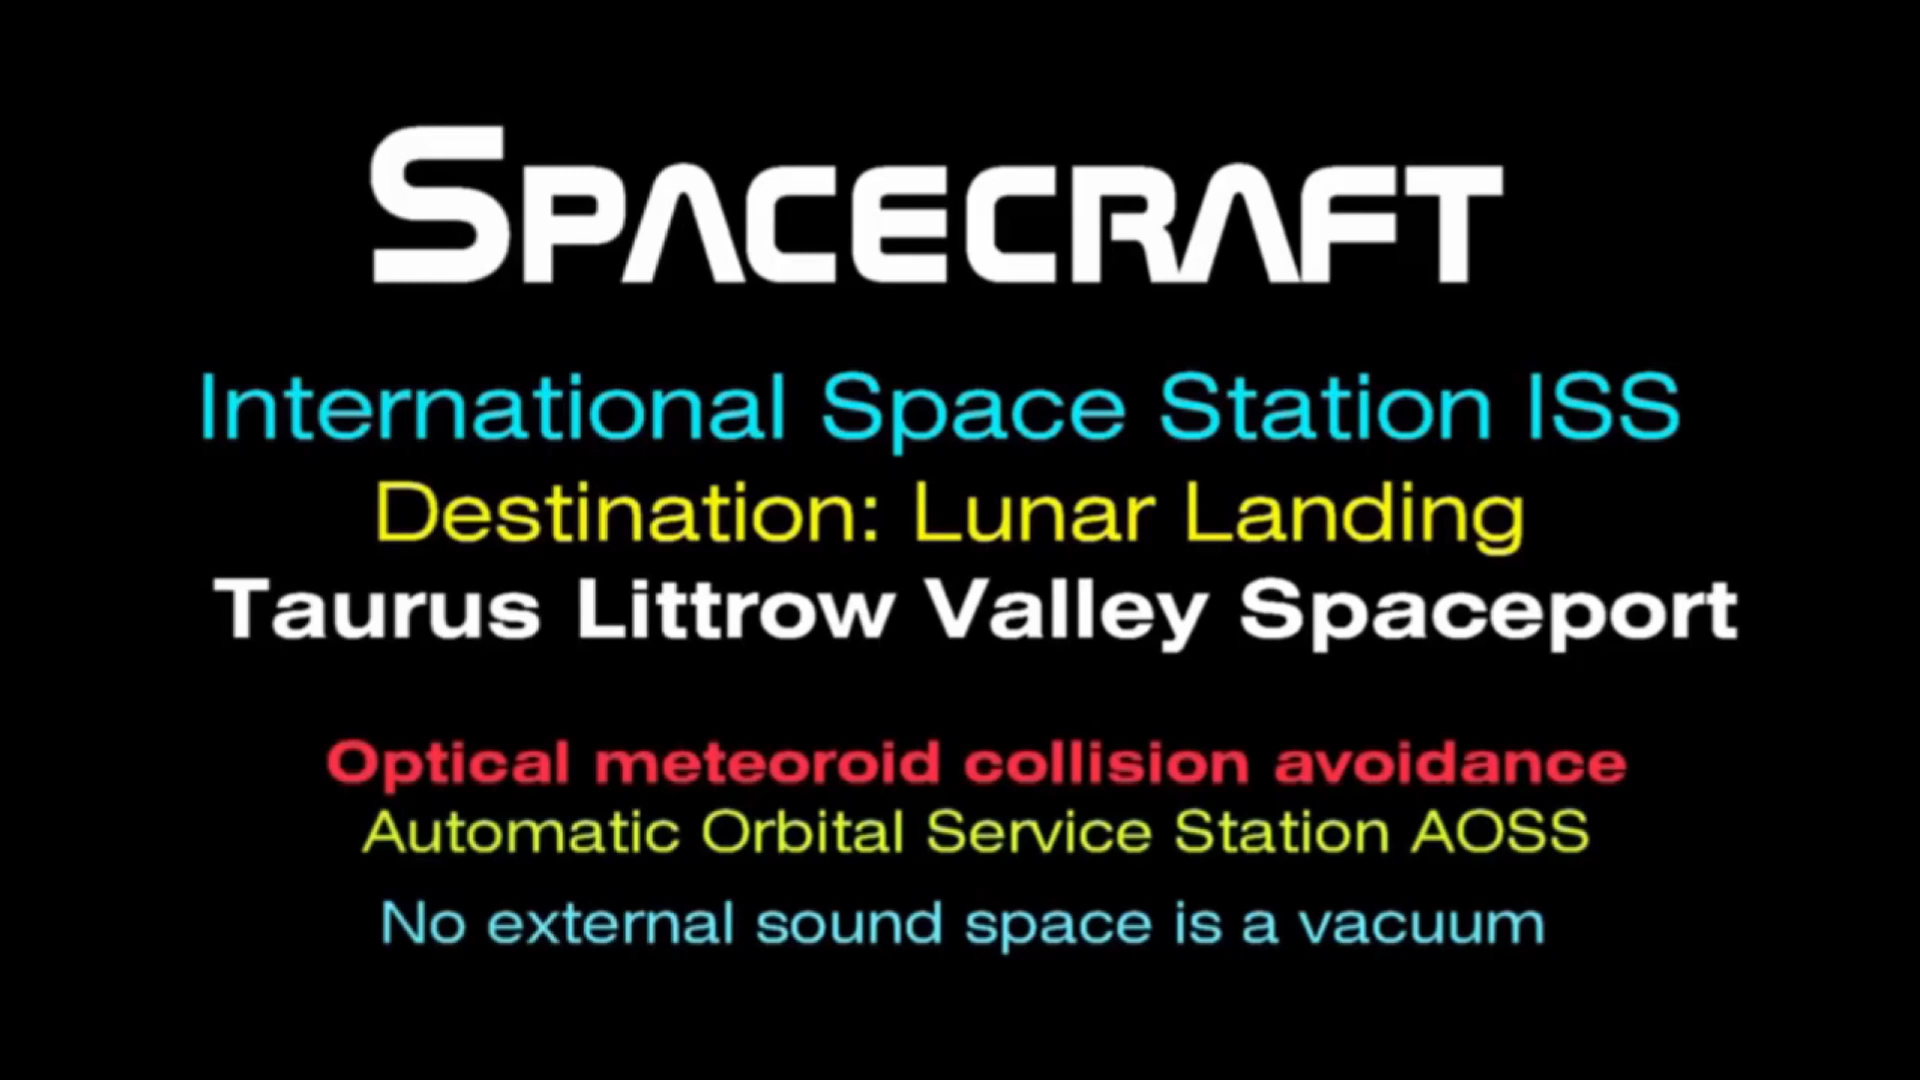 SPACECRAFT
International Space Station ISS
Destination: Lunar Landing
Taurus Littrow Valley Spaceport
Optical meteoroid collision avoidance
Automatic Orbital Service Station AOSS
No external sound space is a vacuum